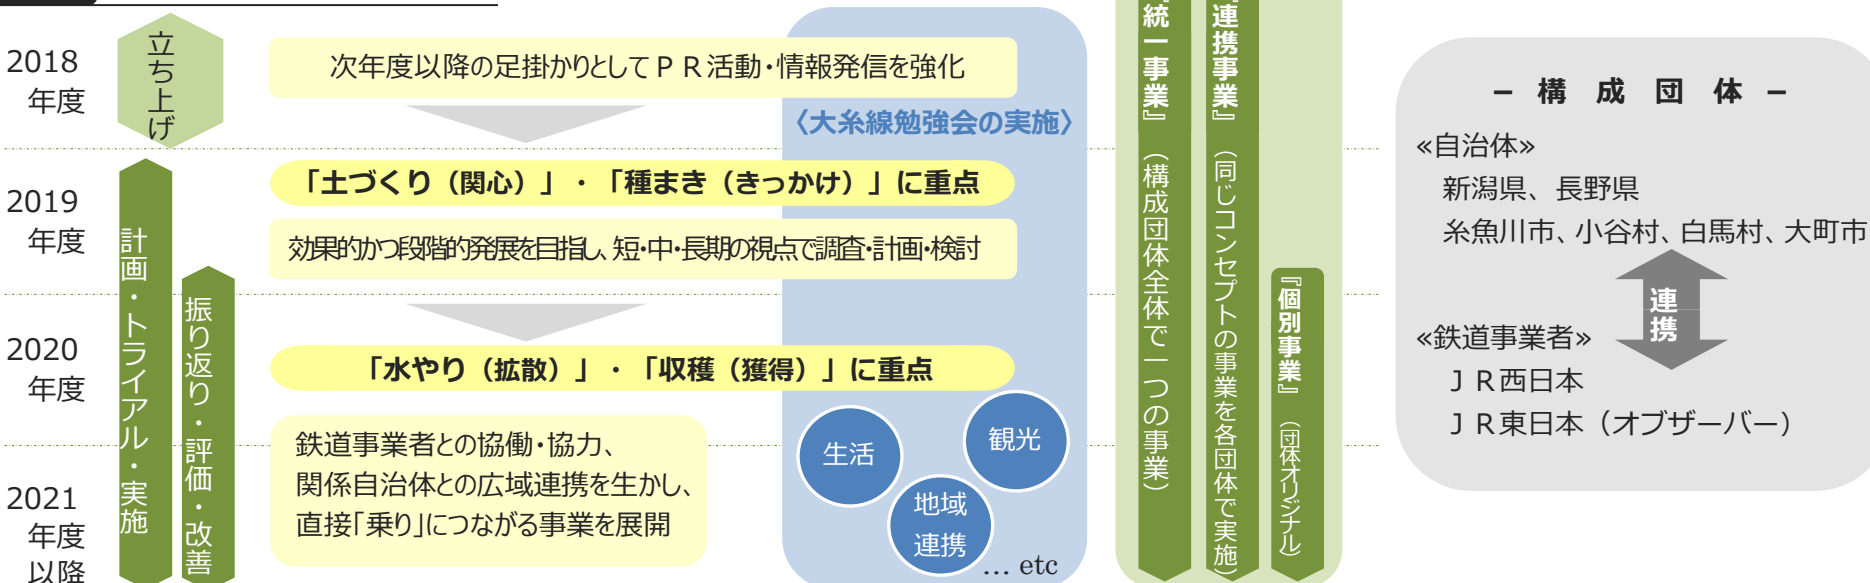 2018
年度
立ち上げ
次年度以降の足掛かりとしてＰＲ活動・情報発信を強化
〈大糸線勉強会の実施〉
2019
年度
「土づくり（関心）」・「種まき（きっかけ）」に重点
効果的かつ段階的発展を目指し、短・中・長期の視点で調査・計画・検討
計画・トライアル・実施
振り返り・評価・改善
2020
年度
「水やり（拡散）」・「収穫（獲得）」に重点
2021
年度
以降
鉄道事業者との協働・協力、
関係自治体との広域連携を生かし、
直接「乗り」につながる事業を展開
生活
観光
地域
連携
… etc
統一事業』（構成団体全体で一つの事業）
連携事業』（同じコンセプトの事業を各団体で実施）
『個別事業』（団体オリジナル）
－ 構 成 団 体 －
≪自治体≫
新潟県、長野県
糸魚川市、小谷村、白馬村、大町市
連携
≪鉄道事業者≫
ＪＲ西日本
ＪＲ東日本（オブザーバー）